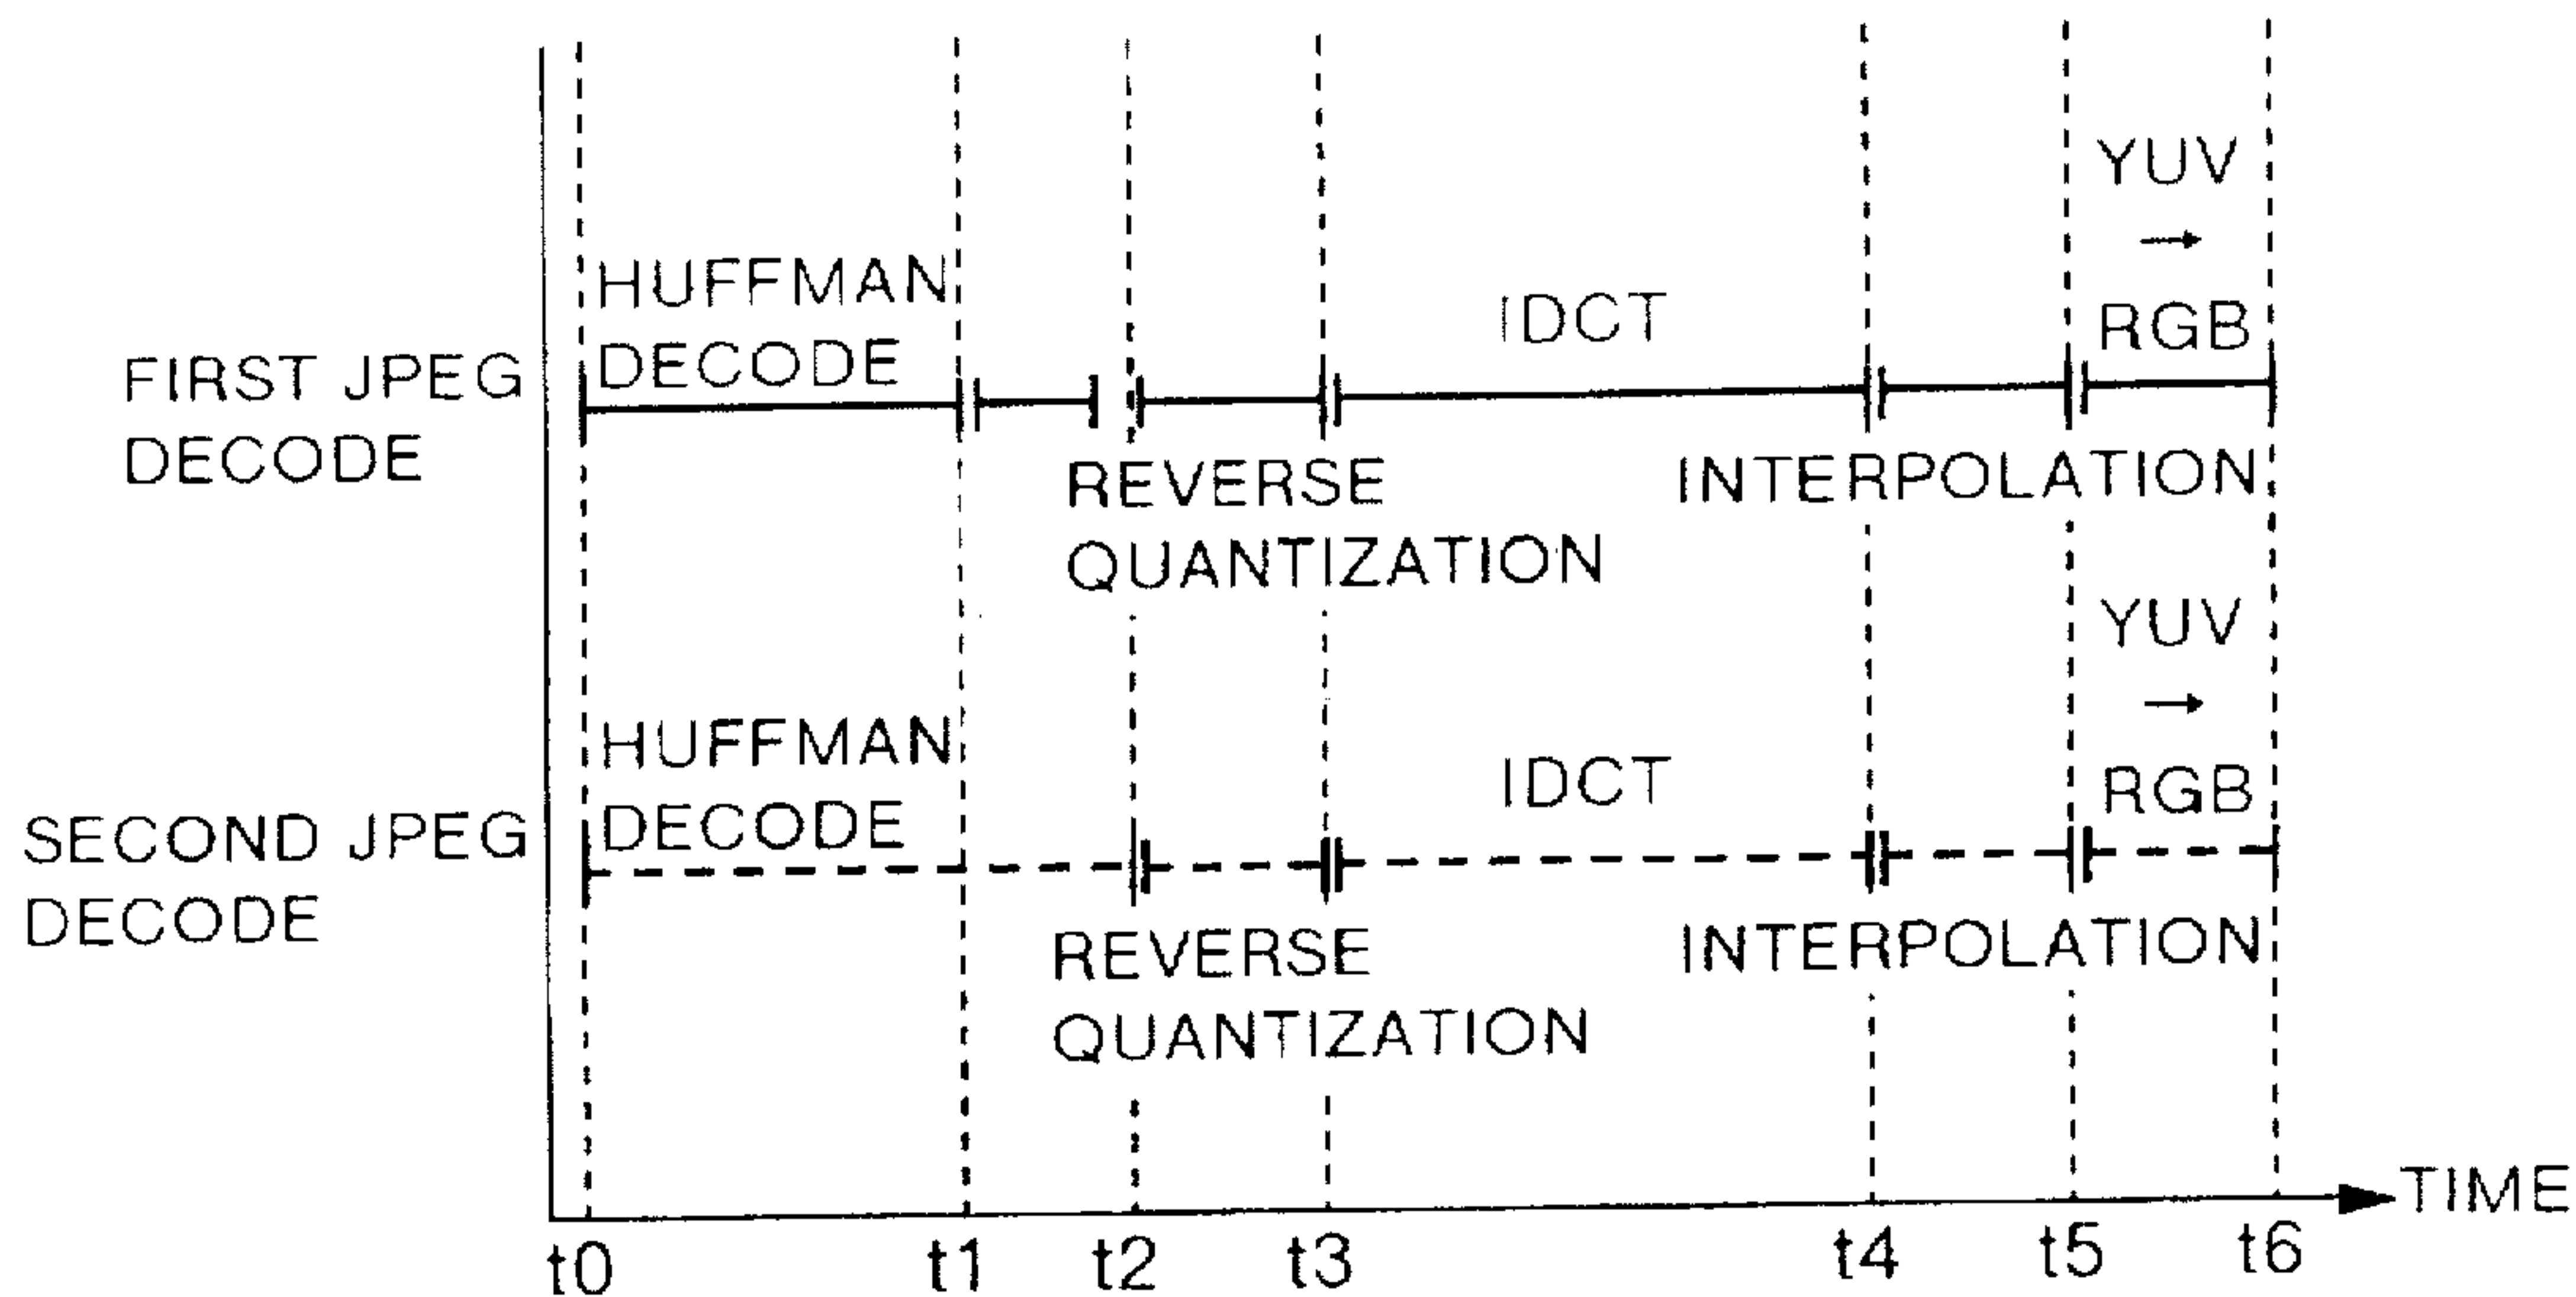 YUV
→
RGB
HUFFMAN
DECODE
IDCT
FIRST JPEG
DECODE
REVERSE
QUANTIZATION
INTERPOLATION
YUV
→
RGB
HUFFMAN
DECODE
IDCT
SECOND JPEG
DECODE
REVERSE
QUANTIZATION
INTERPOLATION
TIME
t0 t1 t2 t3 t4 t5 t6